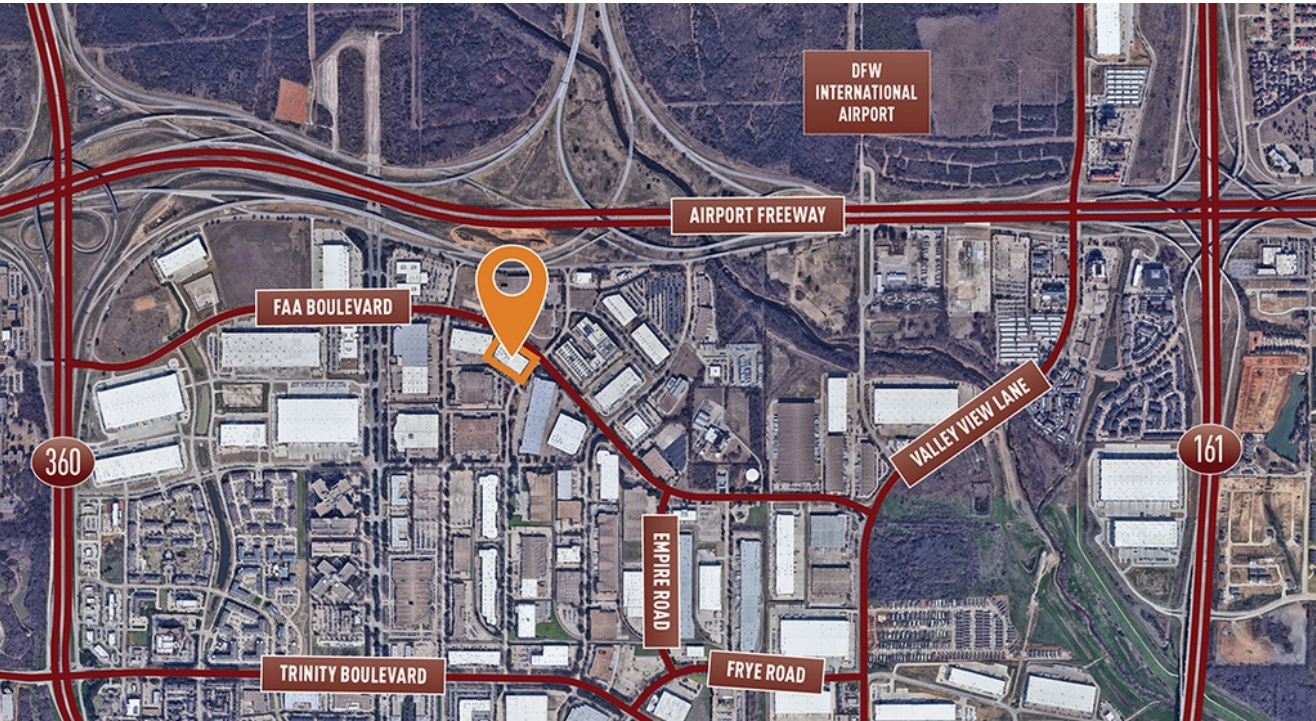 DFW
INTERNATIONAL
AIRPORT
AIRPORT FREEWAY
FAA BOULEVARD
VALLEY VIEW LANE
360
161
EMPIRE ROAD
TRINITY BOULEVARD
FRYE ROAD